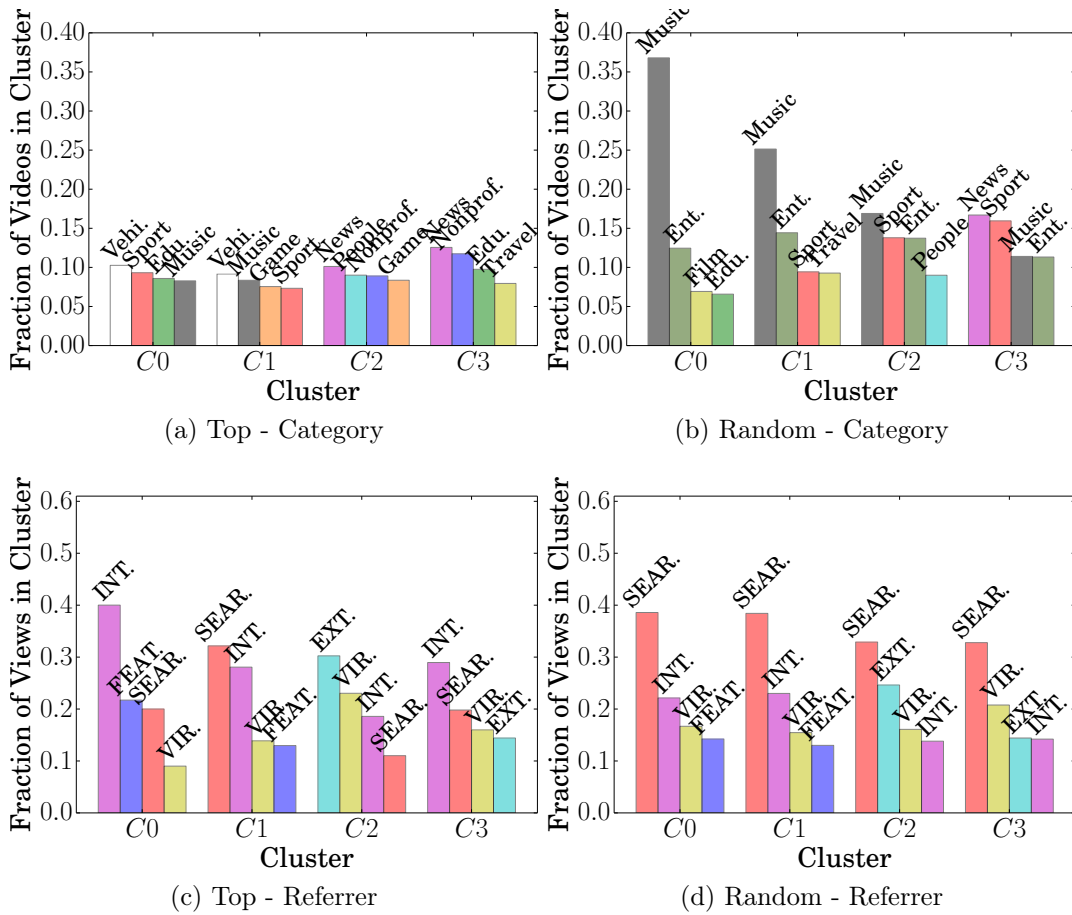 Fraction of Videos in Cluster
0.40
0.35
0.30
0.25
0.20
0.15
0.10
0.05
0.00
Vehi.
Sport
Edu.
Music
Vehi.
Music
Game
Sport
News
People
Nonprof.
Game
News
Nonprof.
Edu.
Travel
C0
C1
C2
C3
Cluster
(a) Top - Category
Fraction of Videos in Cluster
0.40
0.35
0.30
0.25
0.20
0.15
0.10
0.05
0.00
Music
Ent.
Film
Edu.
Music
Ent.
Sport
Travel
Music
Sport
Ent.
People
News
Sport
Music
Ent.
C0
C1
C2
C3
Cluster
(b) Random - Category
Fraction of Views in Cluster
0.6
0.5
0.4
0.3
0.2
0.1
0.0
INT.
FEAT.
SEAR.
VIR.
SEAR.
INT.
VIR.
FEAT.
EXT.
VIR.
INT.
SEAR.
INT.
SEAR.
VIR.
EXT.
C0
C1
C2
C3
Cluster
(c) Top - Referrer
Fraction of Views in Cluster
0.6
0.5
0.4
0.3
0.2
0.1
0.0
SEAR.
INT.
VIR.
FEAT.
SEAR.
INT.
VIR.
FEAT.
SEAR.
EXT.
VIR.
INT.
SEAR.
VIR.
EXT.
INT.
C0
C1
C2
C3
Cluster
(d) Random - Referrer